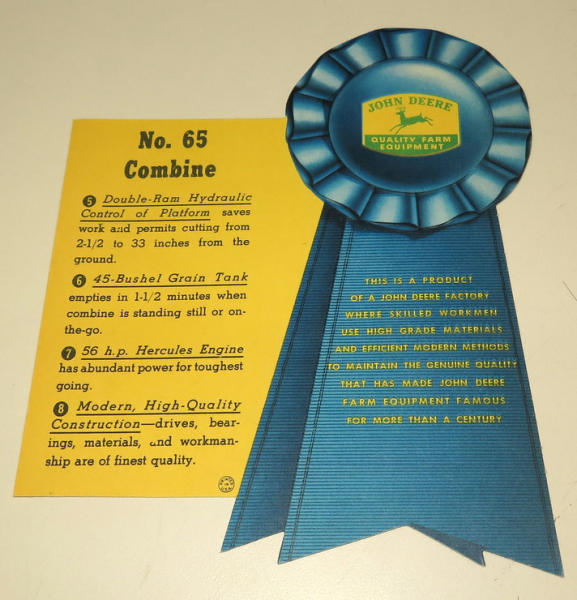 No. 65
Combine
5 Double-Ram Hydraulic
Control of Platform saves
work and permits cutting from
2-1/2 to 33 inches from the
ground.
6 45-Bushel Grain Tank
empties in 1-1/2 minutes when
combine is standing still or on-
the-go.
7 56 h.p. Hercules Engine
has abundant power for toughest
going.
8 Modern, High-Quality
Construction—drives, bear-
ings, materials, and workman-
ship are of finest quality.
JOHN DEERE
QUALITY FARM
EQUIPMENT
THIS IS A PRODUCT
OF A JOHN DEERE FACTORY
WHERE SKILLED WORKMEN
USE HIGH GRADE MATERIALS
AND EFFICIENT MODERN METHODS
TO MAINTAIN THE GENUINE QUALITY
THAT HAS MADE JOHN DEERE
FARM EQUIPMENT FAMOUS
FOR MORE THAN A CENTURY